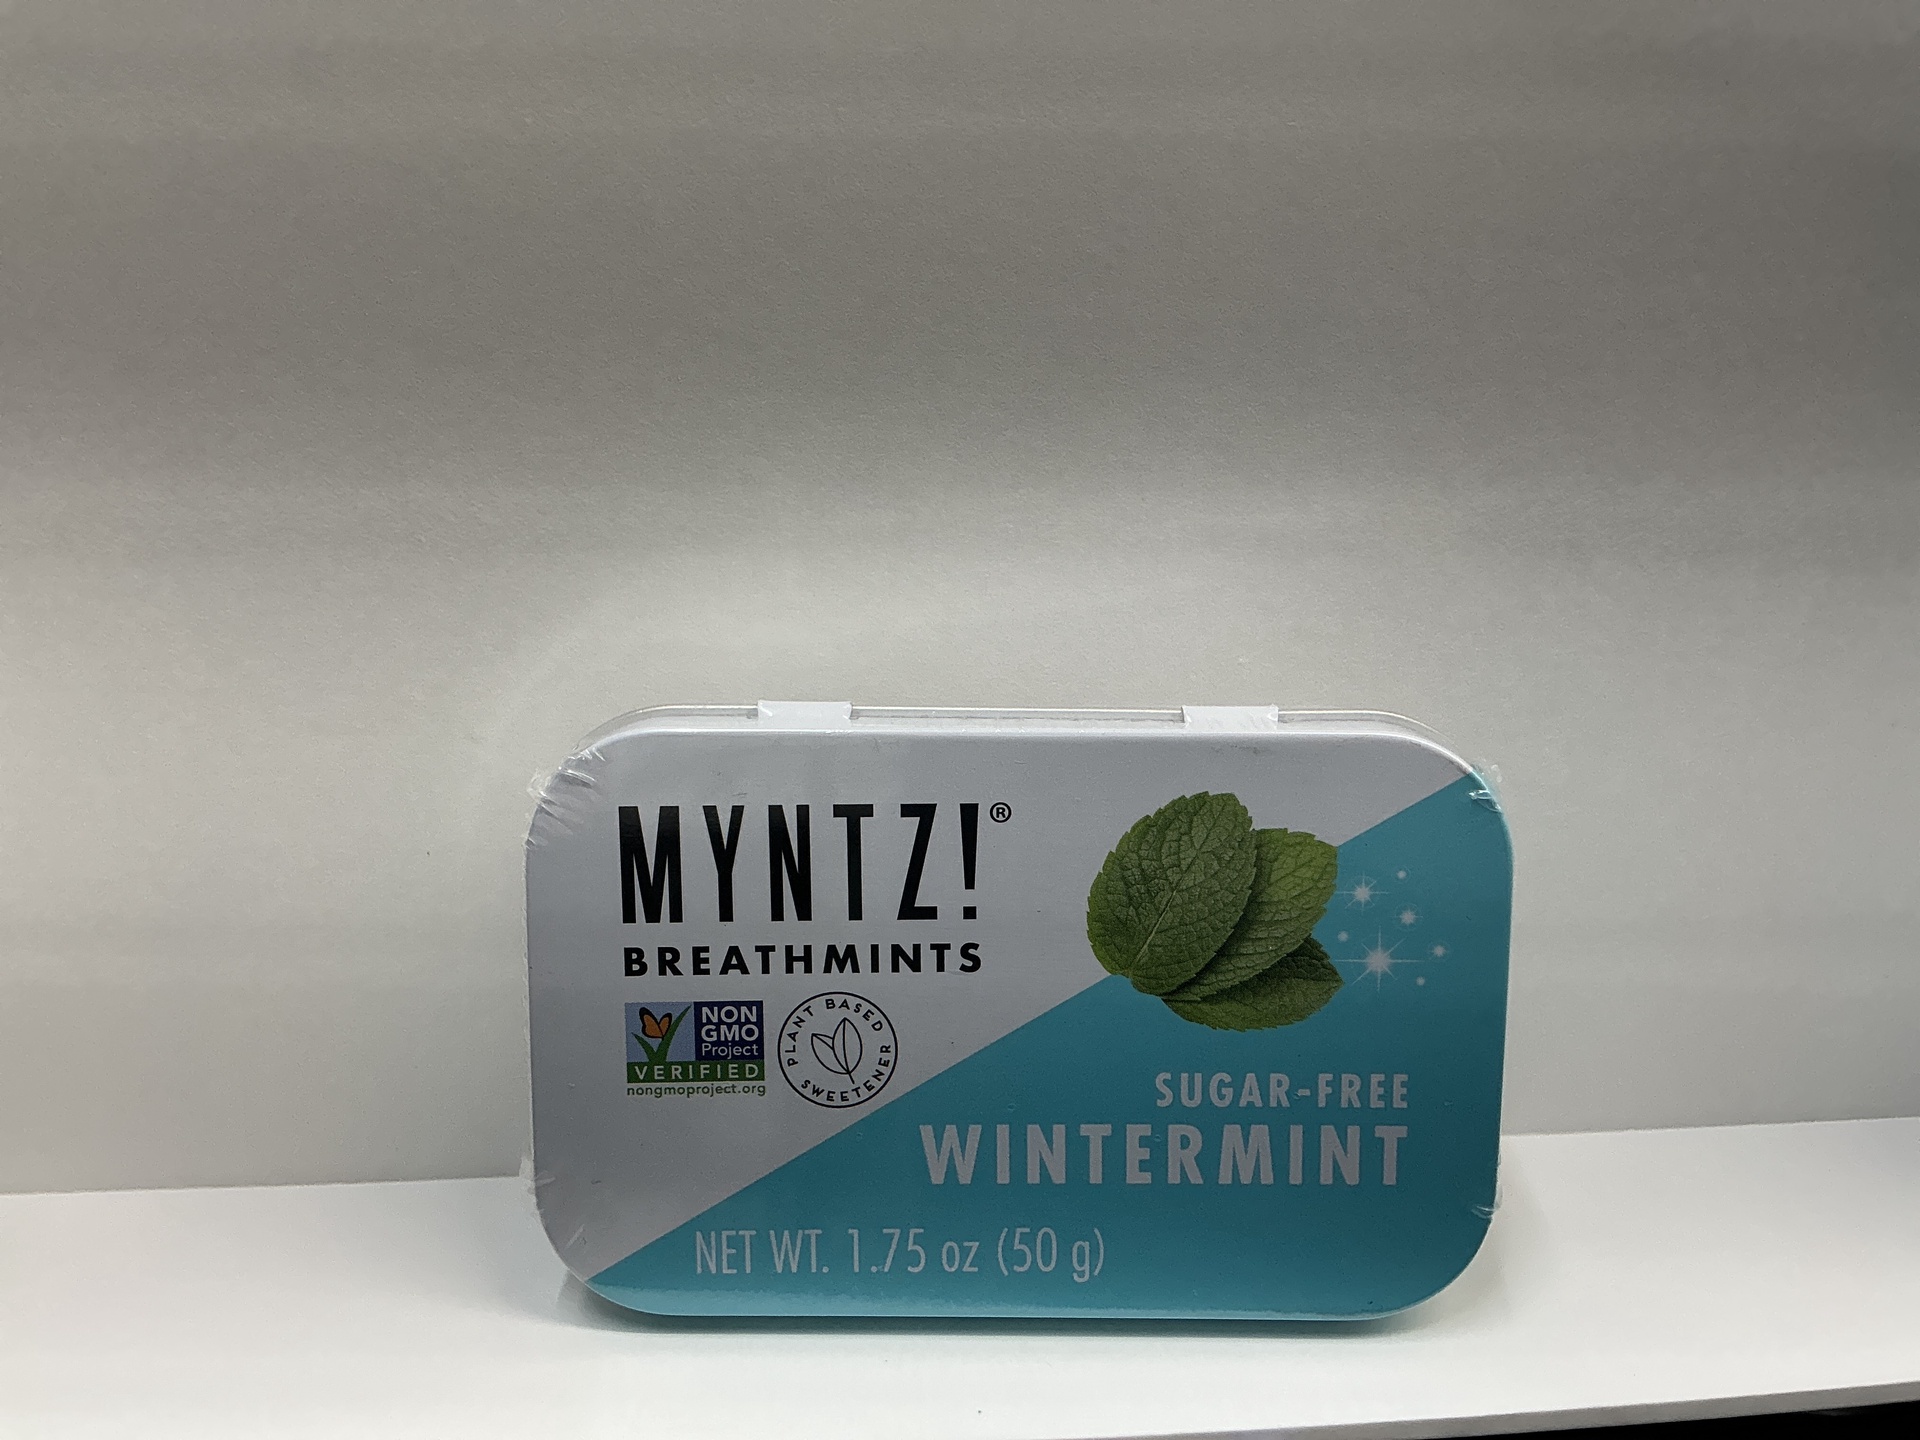 MYNTZ!®
BREATHMINTS
NON
GMO
Project
VERIFIED
nongmoproject.org
PLANT BASED
SWEETENER
SUGAR-FREE
WINTERMINT
NET WT. 1.75 oz (50 g)